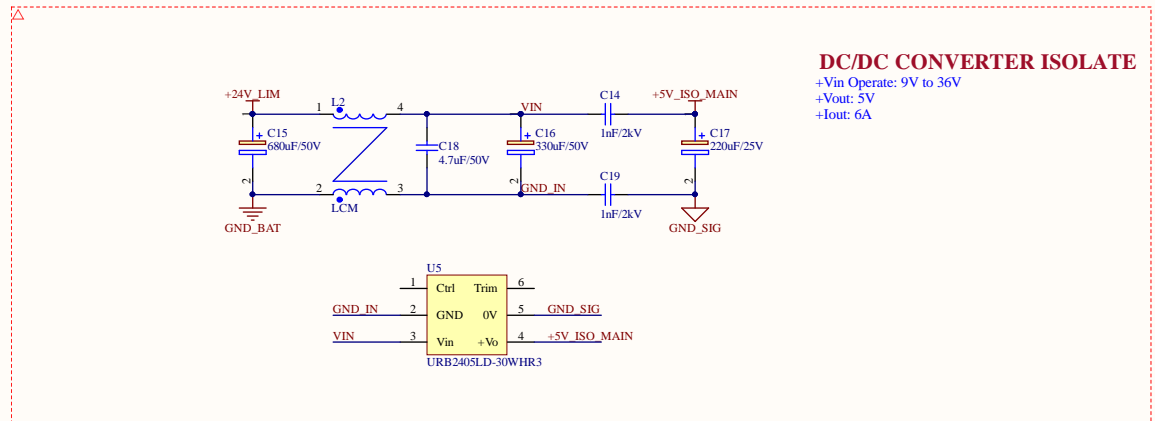 DC/DC CONVERTER ISOLATE
+Vin Operate: 9V to 36V
+Vout: 5V
+Iout: 6A
+24V_LIM
1
L2
4
VIN
C14
+5V_ISO_MAIN
+
C15
680uF/50V
2
C18
4.7uF/50V
+
C16
330uF/50V
2
1nF/2kV
+
C17
220uF/25V
2
2
LCM
3
GND_IN
C19
1nF/2kV
GND_BAT
GND_SIG
U5
1
Ctrl
Trim
6
GND_IN
2
GND
0V
5
GND_SIG
VIN
3
Vin
+Vo
4
+5V_ISO_MAIN
URB2405LD-30WHR3